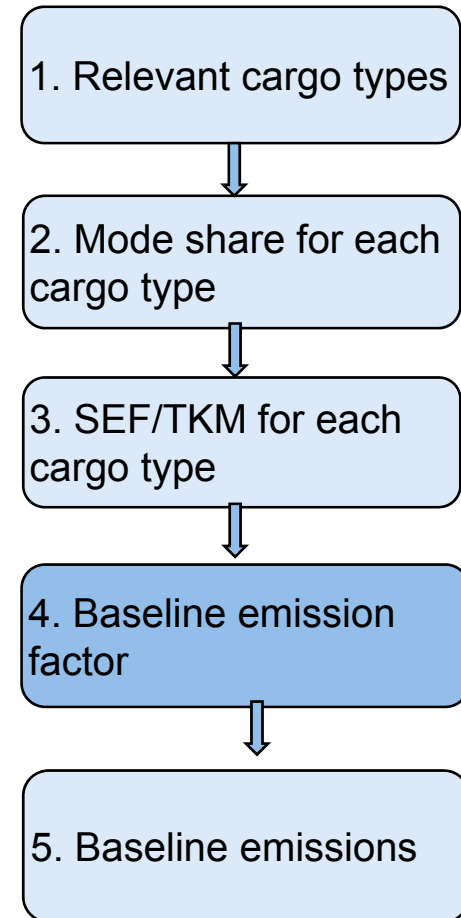 1. Relevant cargo types
2. Mode share for each
cargo type
3. SEF/TKM for each
cargo type
4. Baseline emission
factor
5. Baseline emissions